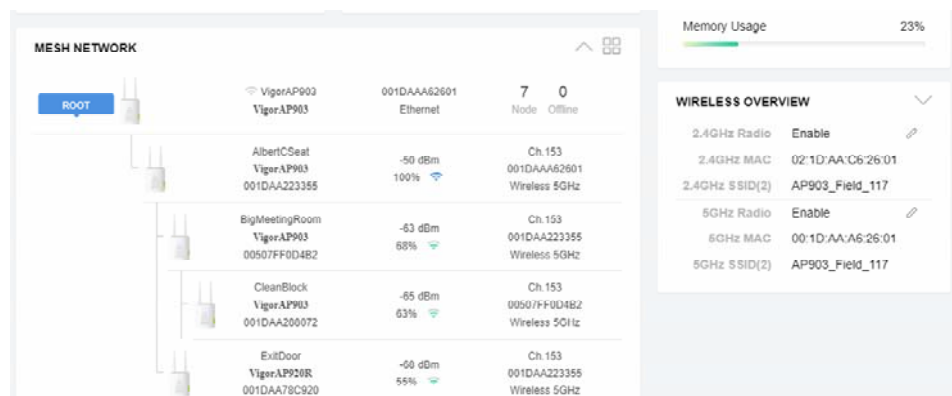 MESH NETWORK
ROOT
VigorAP903
VigorAP903
001DAAA62601
Ethernet
7 0
Node Offline
AlbertCSeat
VigorAP903
001DAA223355
-50 dBm
100%
Ch.153
001DAAA62601
Wireless 5GHz
BigMeetingRoom
VigorAP903
00507FF0D4B2
-63 dBm
68%
Ch.153
001DAA223355
Wireless 5GHz
CleanBlock
VigorAP903
001DAA200072
-65 dBm
63%
Ch.153
00507FF0D4B2
Wireless 5GHz
ExitDoor
VigorAP920R
001DAA78C920
dBm
55%
Ch.153
001DAA223355
Wireless 5GHz
Memory Usage 23%
WIRELESS OVERVIEW
2.4GHz Radio Enable
2.4GHz MAC 02:1D:AA:C6:26:01
2.4GHz SSID(2) AP903_Field_117
5GHz Radio Enable
5GHz MAC 00:1D:AA:A6:26:01
5GHz SSID(2) AP903_Field_117